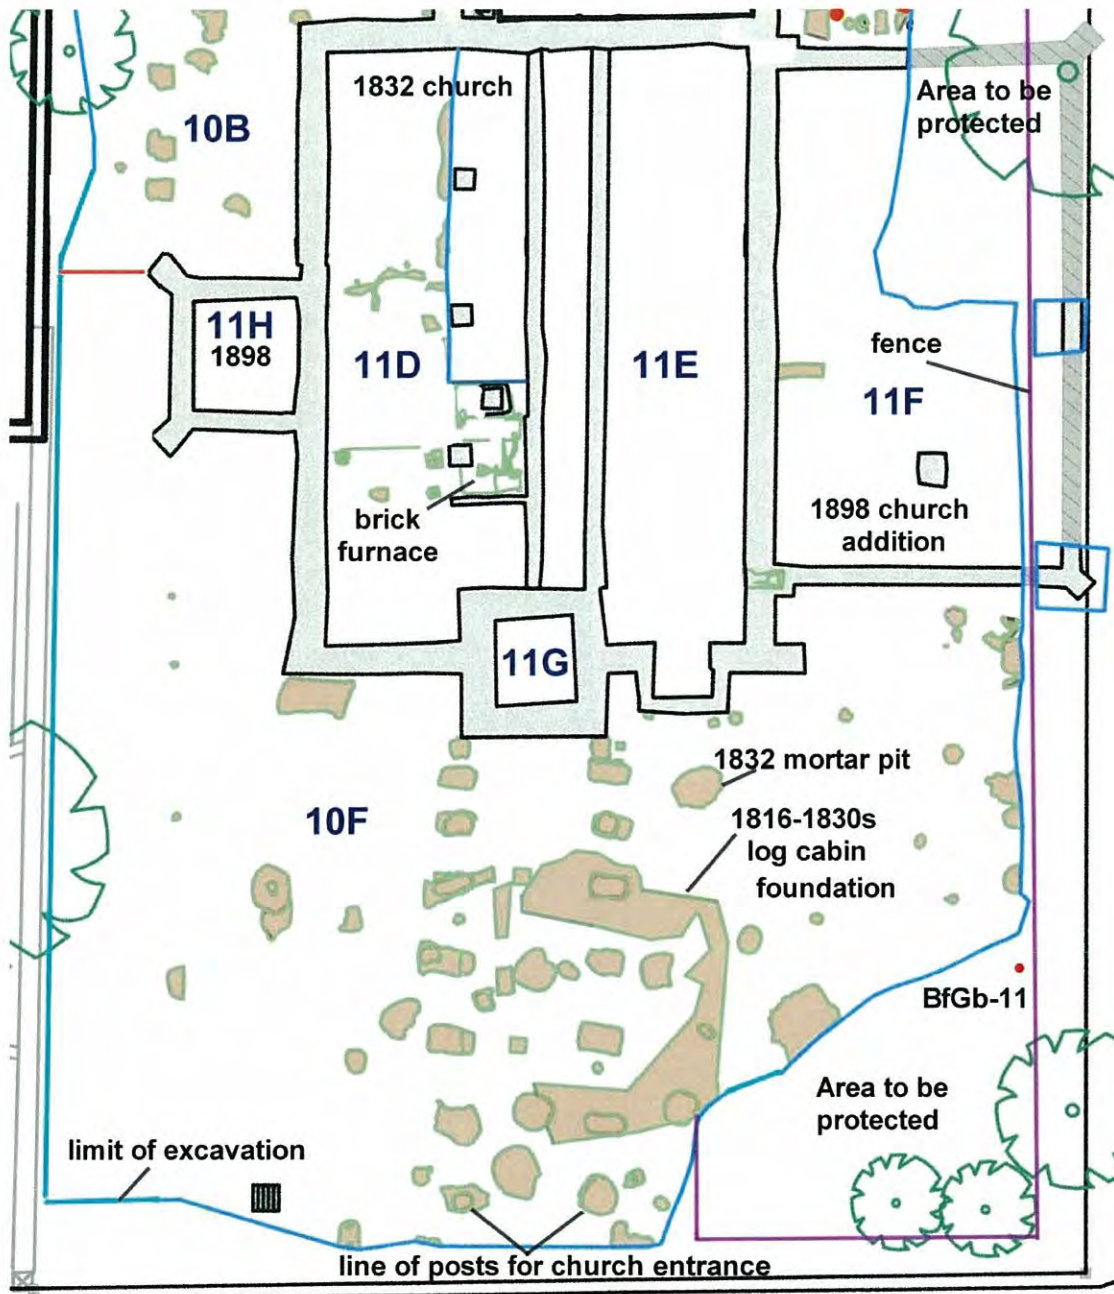 1832 church
Area to be
protected
10B
11H
1898
11D
11E
fence
11F
1898 church
addition
brick
furnace
11G
1832 mortar pit
10F
1816-1830s
log cabin
foundation
BfGb-11
Area to be
protected
limit of excavation
line of posts for church entrance